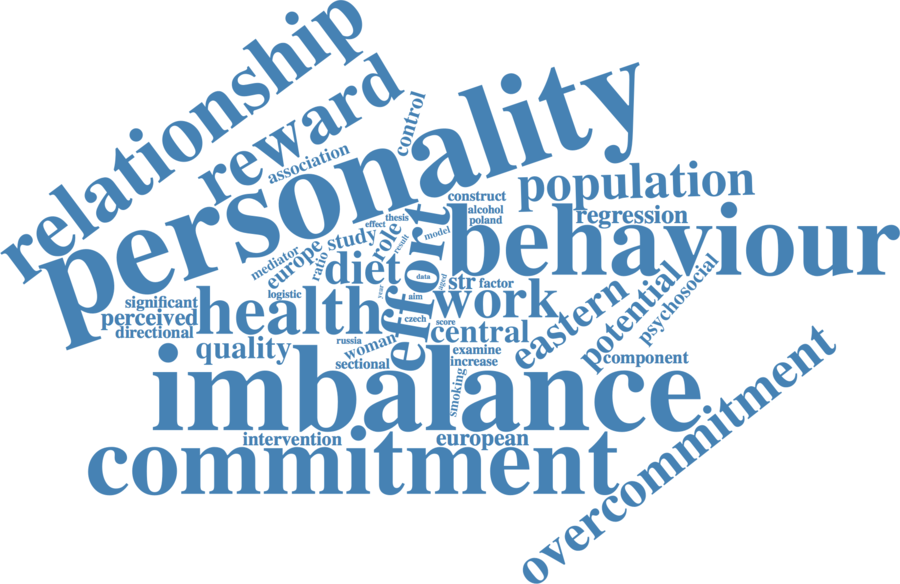 relationship
reward
control
association
personality
population
construct
alcohol
poland
regression
thesis
effect
behaviour
effort
role
result
model
study
europe
mediator
ratio
diet
data
aged
str
factor
year
aim
logistic
significant
perceived
directional
health
work
eastern
potential
psychosocial
czech
score
central
russia
woman
quality
sectional
examine
increase
component
imbalance
smoking
overcommitment
intervention
european
commitment